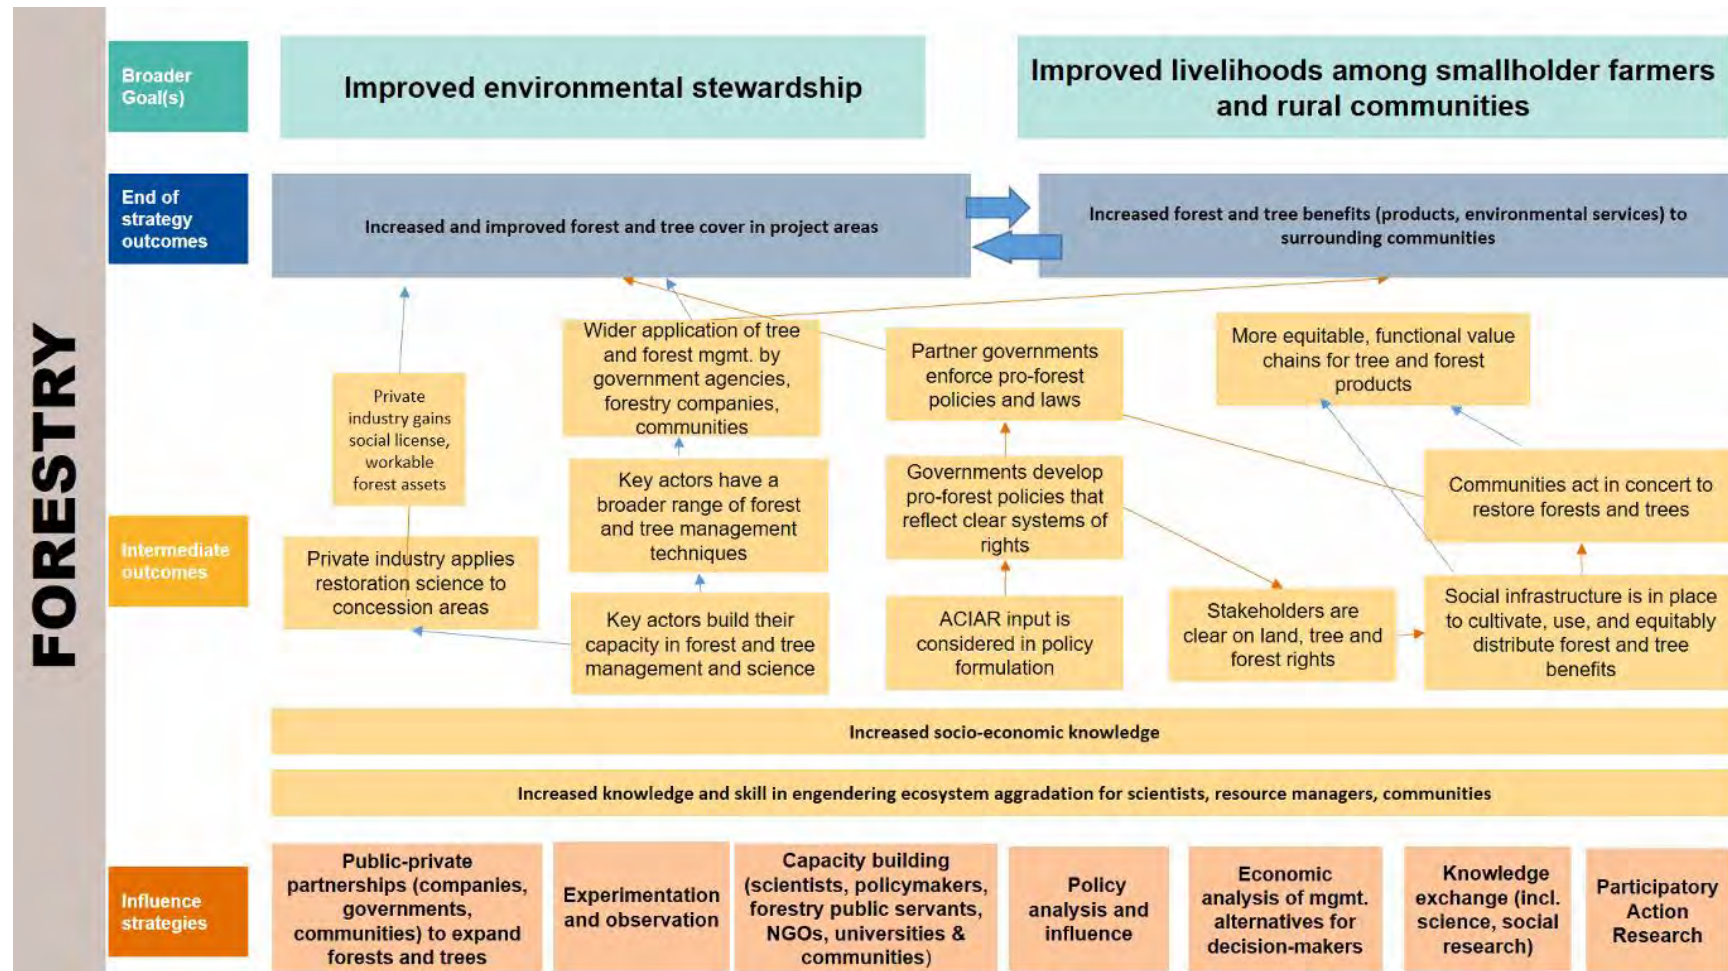 FORESTRY
Broader
Goal(s)
Improved environmental stewardship
Improved livelihoods among smallholder farmers
and rural communities
End of
strategy
outcomes
Increased and improved forest and tree cover in project areas
Increased forest and tree benefits (products, environmental services) to
surrounding communities
Intermediate
outcomes
Private
industry gains
social license,
workable
forest assets
Private industry applies
restoration science to
concession areas
Wider application of tree
and forest mgmt. by
government agencies,
forestry companies,
communities
Key actors have a
broader range of forest
and tree management
techniques
Key actors build their
capacity in forest and tree
management and science
Partner governments
enforce pro-forest
policies and laws
Governments develop
pro-forest policies that
reflect clear systems of
rights
ACIAR input is
considered in policy
formulation
More equitable, functional value
chains for tree and forest
products
Communities act in concert to
restore forests and trees
Stakeholders are
clear on land, tree and
forest rights
Social infrastructure is in place
to cultivate, use, and equitably
distribute forest and tree
benefits
Increased socio-economic knowledge
Increased knowledge and skill in engendering ecosystem aggradation for scientists, resource managers, communities
Influence
strategies
Public-private
partnerships (companies,
governments,
communities) to expand
forests and trees
Experimentation
and observation
Capacity building
(scientists, policymakers,
forestry public servants,
NGOs, universities &
communities)
Policy
analysis and
influence
Economic
analysis of mgmt.
alternatives for
decision-makers
Knowledge
exchange (incl.
science, social
research)
Participatory
Action
Research